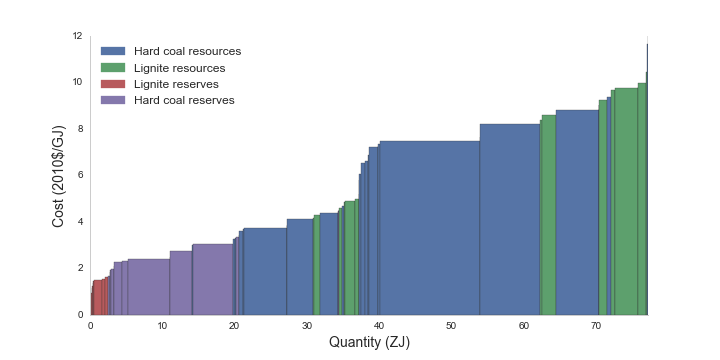 12
10
8
6
4
2
0
Cost (2010$/GJ)
Hard coal resources
Lignite resources
Lignite reserves
Hard coal reserves
0 10 20 30 40 50 60 70
Quantity (ZJ)